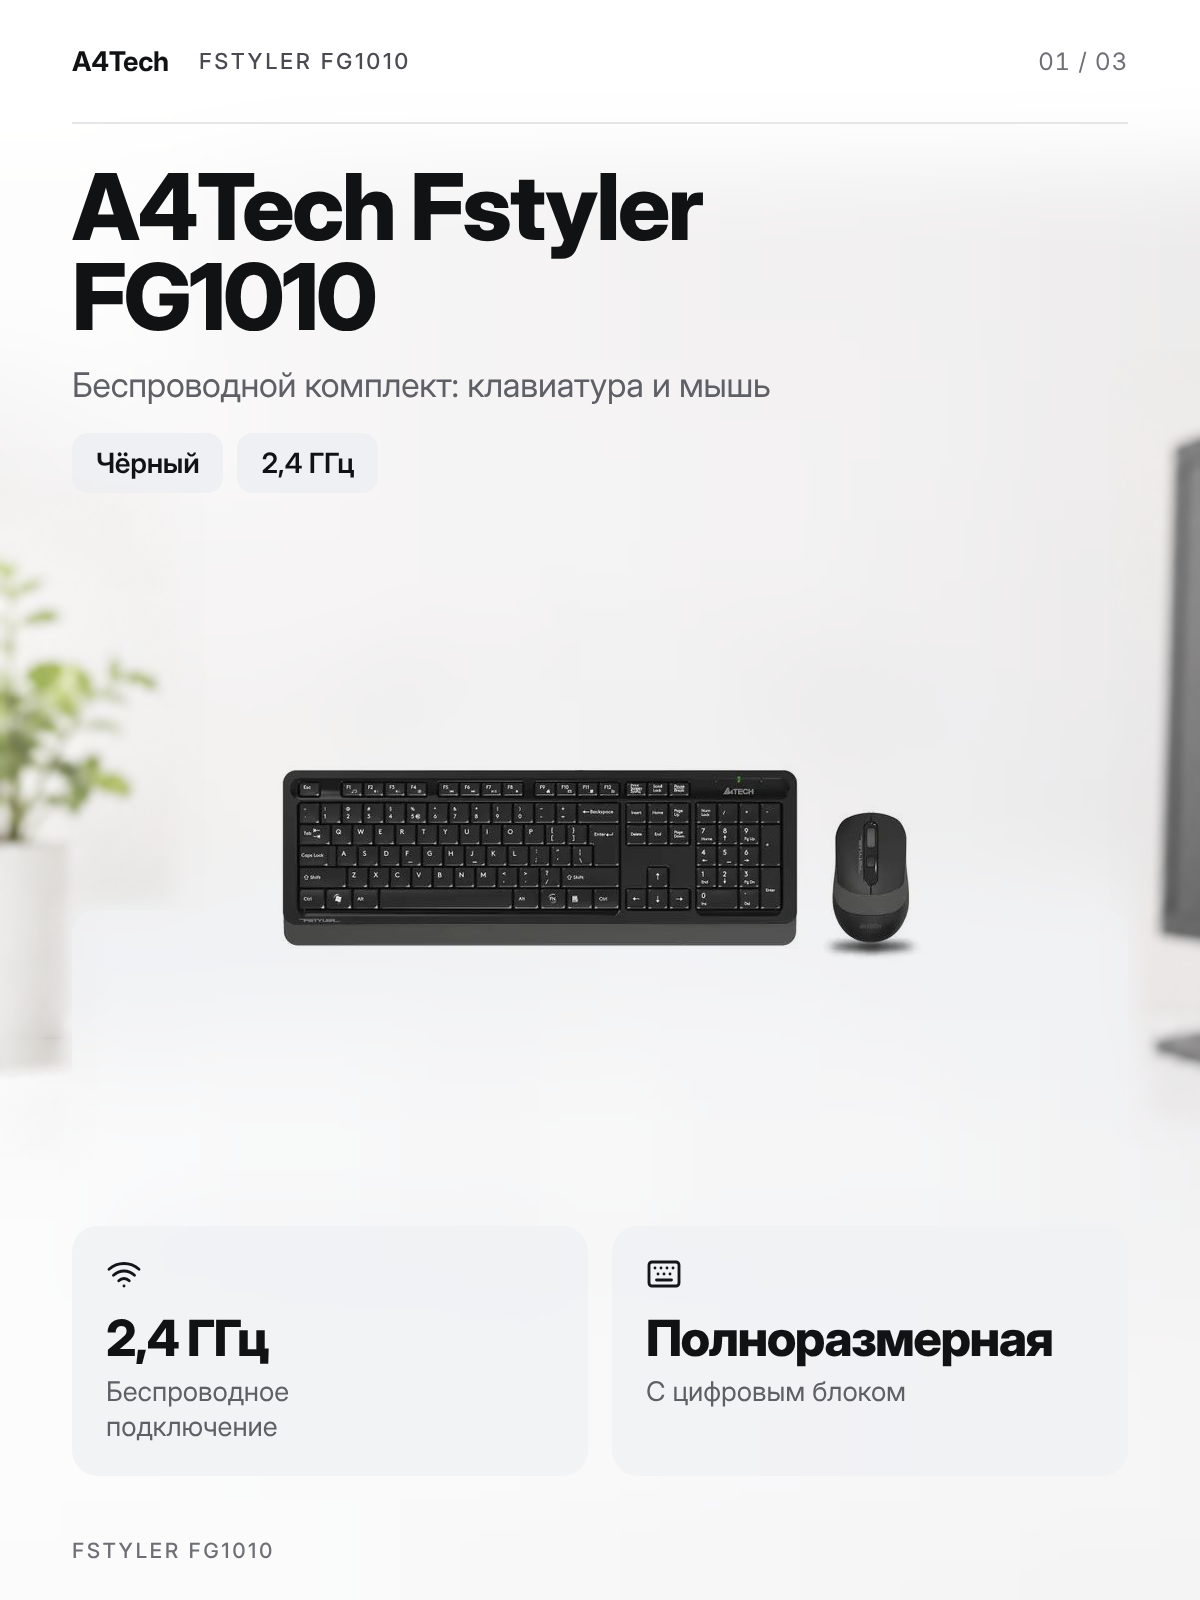 A4Tech FSTYLER FG1010 01 / 03
A4Tech Fstyler
FG1010
Беспроводной комплект: клавиатура и мышь
Чёрный 2,4 ГГц
A4TECH
2,4 ГГц
Беспроводное
подключение
Полноразмерная
С цифровым блоком
FSTYLER FG1010